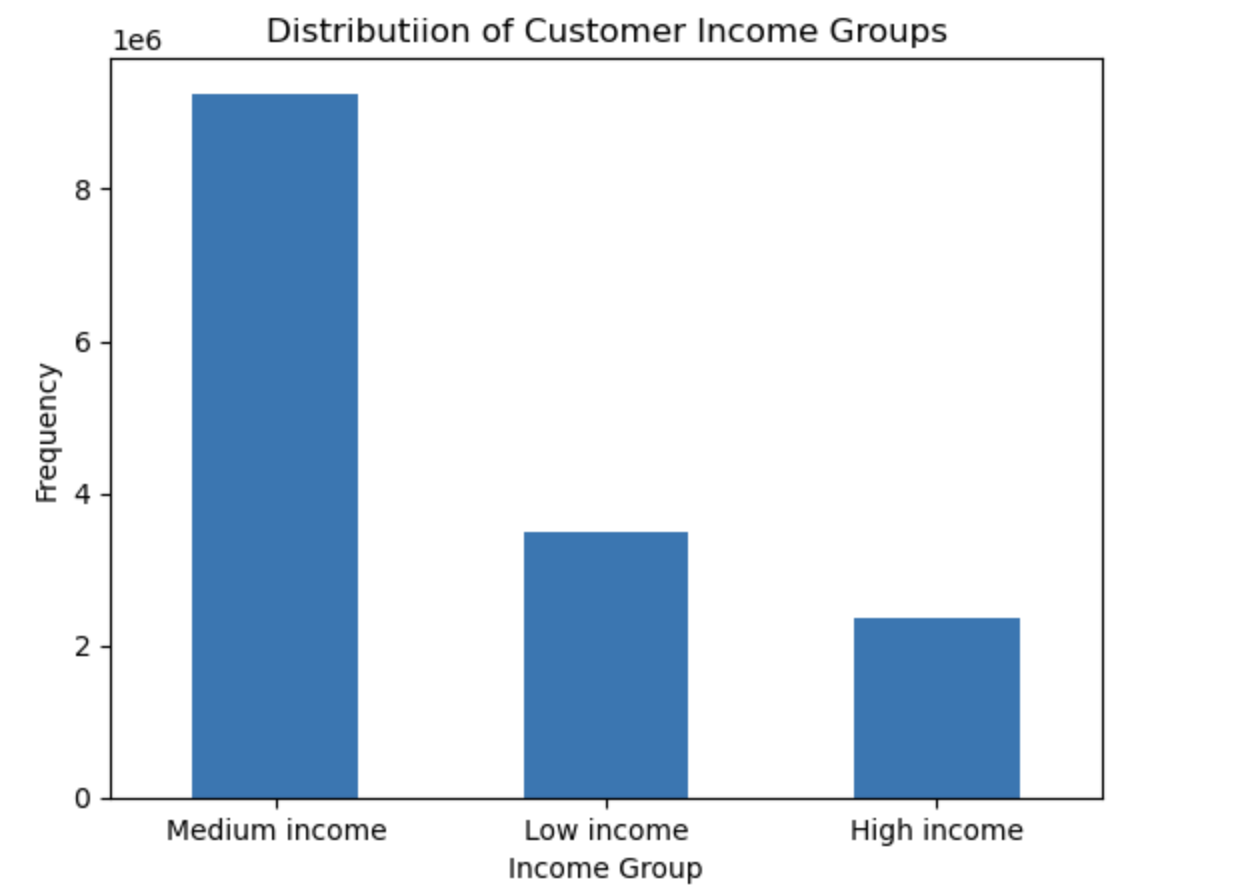 Distributiion of Customer Income Groups
1e6
8
6
4
2
0
Frequency
Medium income
Low income
High income
Income Group